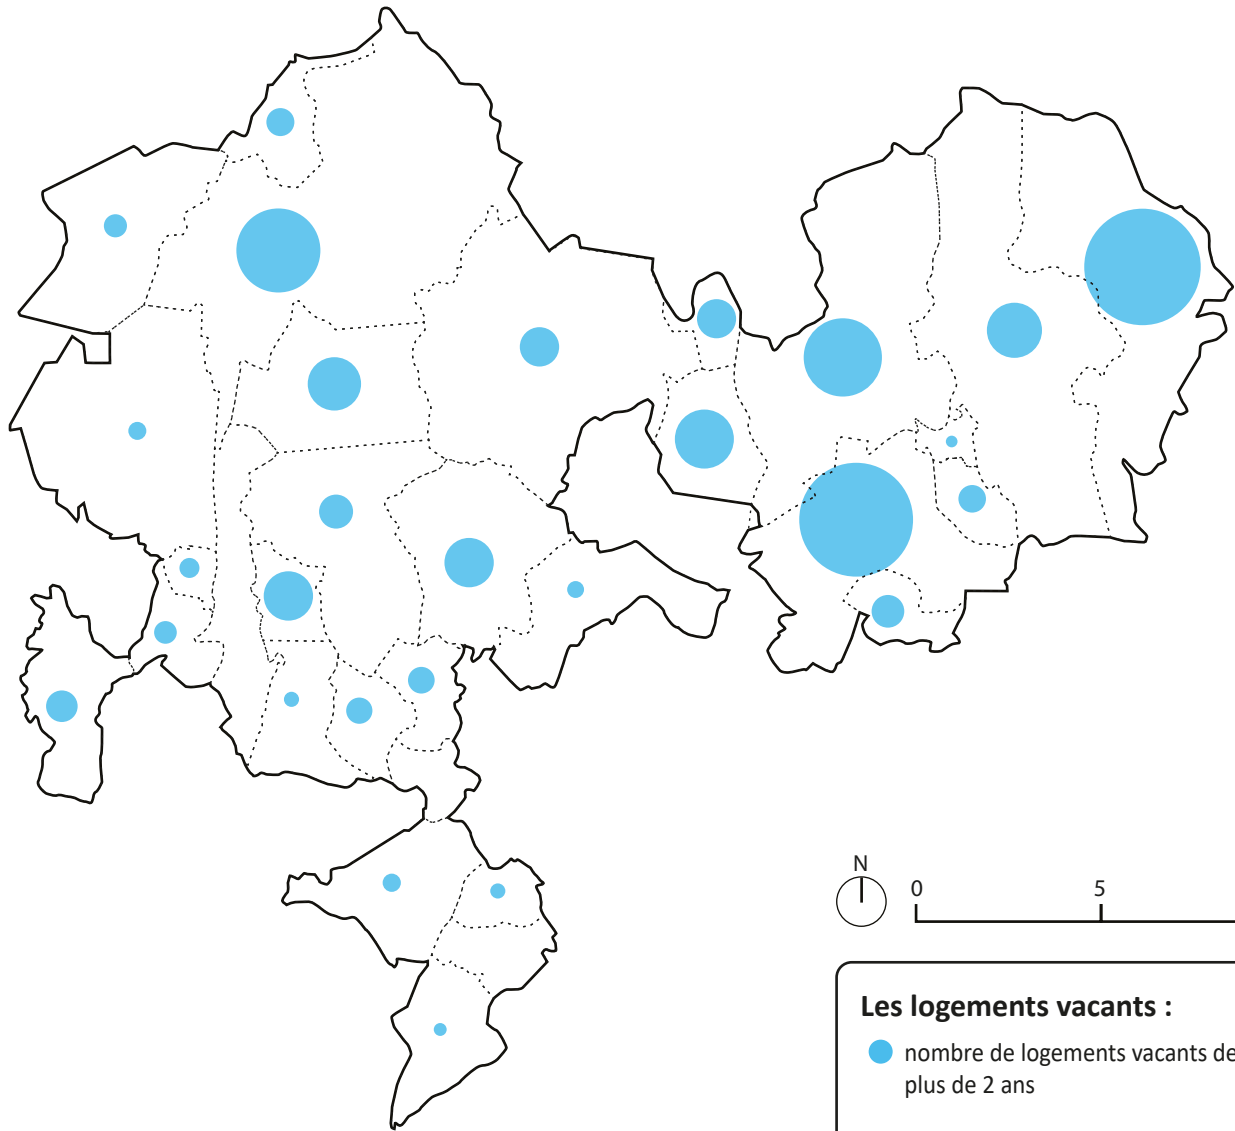 N
0 5
Les logements vacants :
nombre de logements vacants de
plus de 2 ans